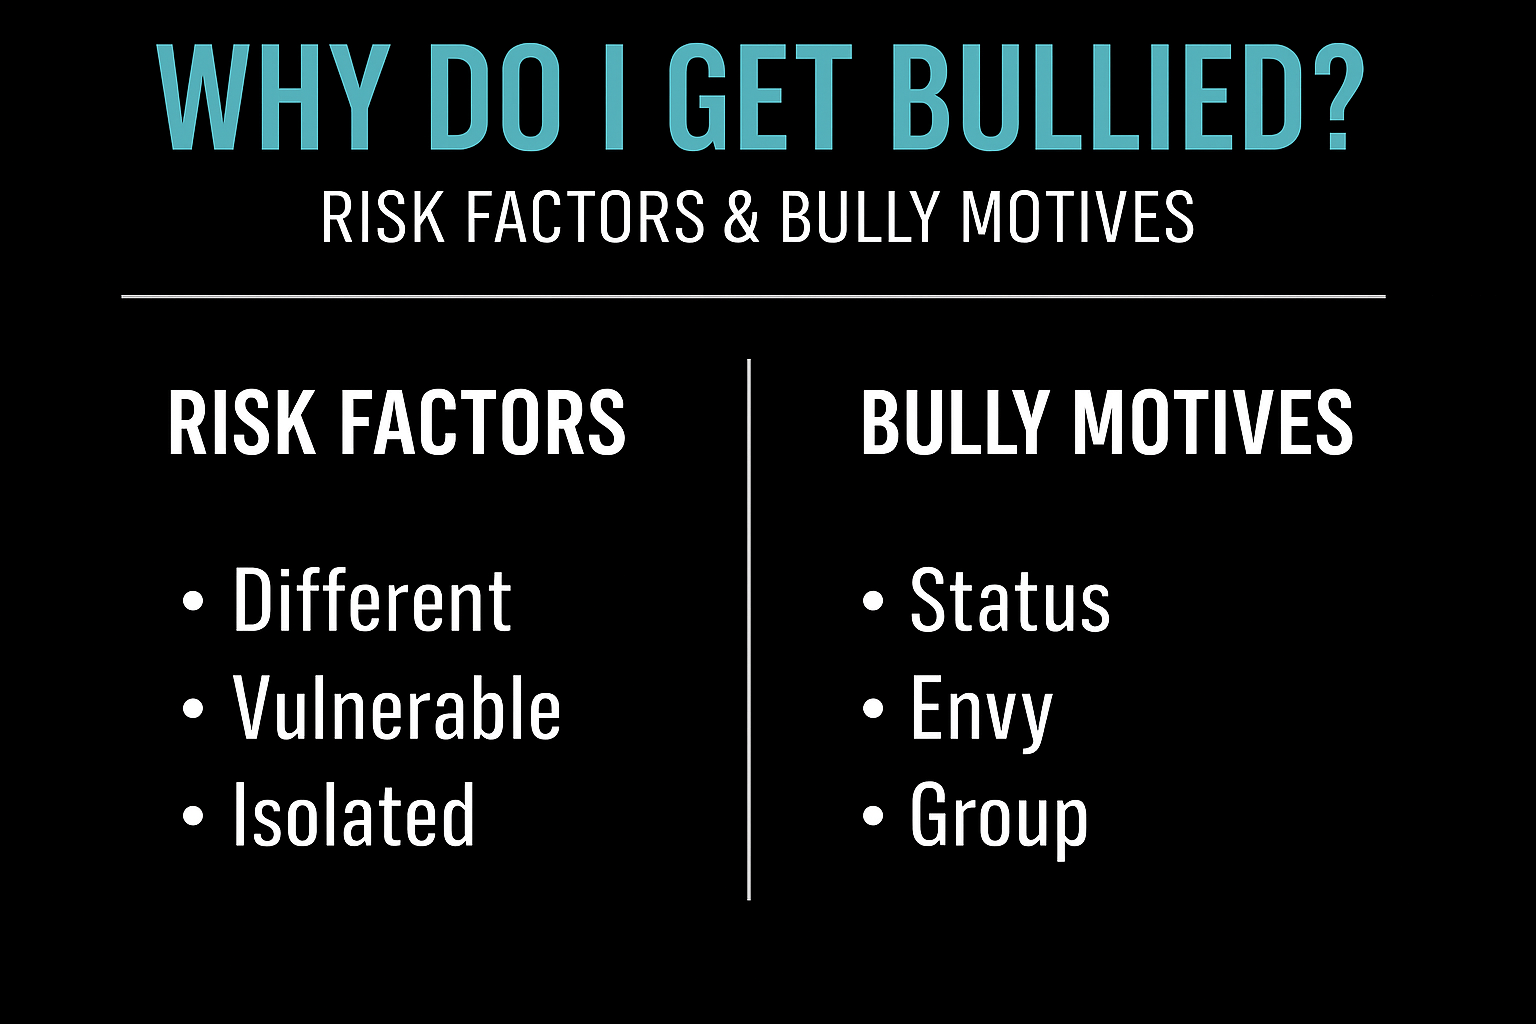 WHY DO I GET BULLIED?
RISK FACTORS & BULLY MOTIVES
RISK FACTORS
• Different
• Vulnerable
• Isolated
BULLY MOTIVES
• Status
• Envy
• Group